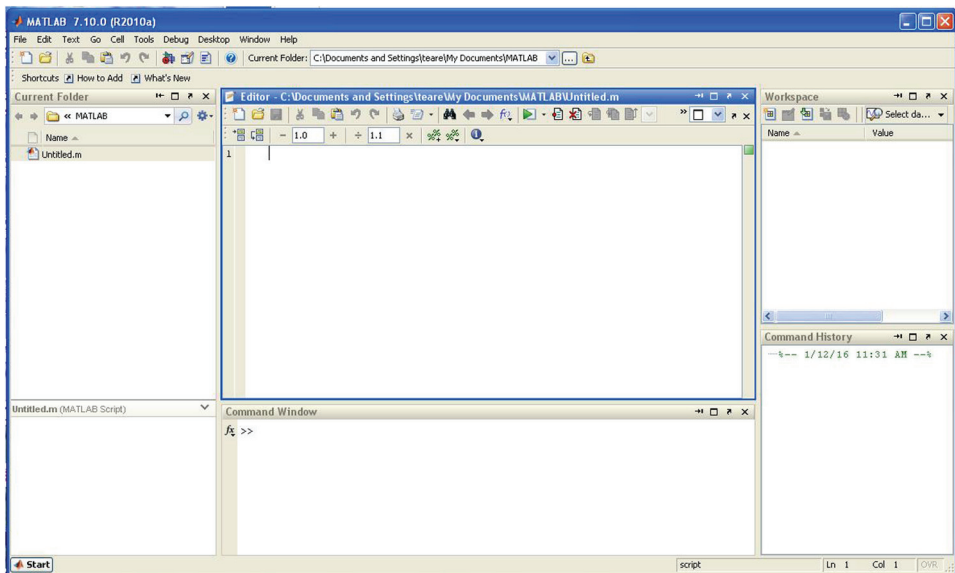 MATLAB 7.10.0 (R2010a)
File Edit Text Go Cell Tools Debug Desktop Window Help
Current Folder: C:\Documents and Settings\teare\My Documents\MATLAB
Shortcuts How to Add What's New
Current Folder
« MATLAB
Name
Untitled.m
Untitled.m (MATLAB Script)
Editor - C:\Documents and Settings\teare\My Documents\MATLAB\Untitled.m
- 1.0 + ÷ 1.1 ×
1
Command Window
fx >>
Workspace
Select da...
Name Value
Command History
--%-- 1/12/16 11:31 AM --%
Start
script Ln 1 Col 1 OVR